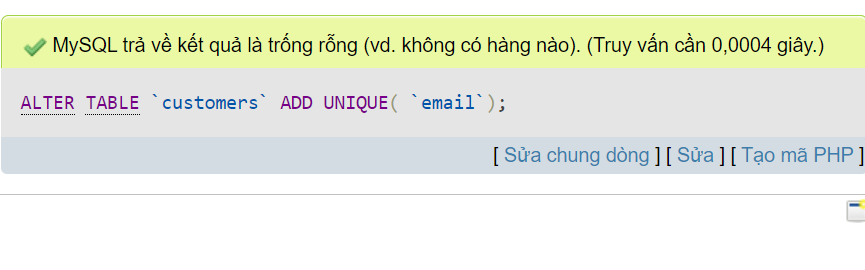 MySQL trả về kết quả là trống rỗng (vd. không có hàng nào). (Truy vấn cần 0,0004 giây.)
ALTER TABLE `customers` ADD UNIQUE( `email`);
[ Sửa chung dòng ] [ Sửa ] [ Tạo mã PHP ]